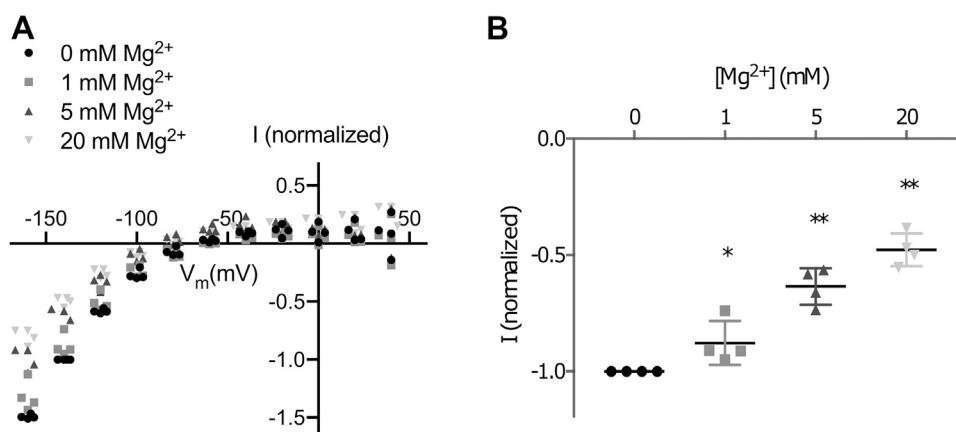 A
0 mM Mg²⁺
1 mM Mg²⁺
5 mM Mg²⁺
20 mM Mg²⁺
I (normalized)
0.5
-150
-100
-50
50
Vₘ(mV)
-0.5
-1.0
-1.5
B
[Mg²⁺] (mM)
0
1
5
20
0.0
-0.5
-1.0
I (normalized)
*
**
**